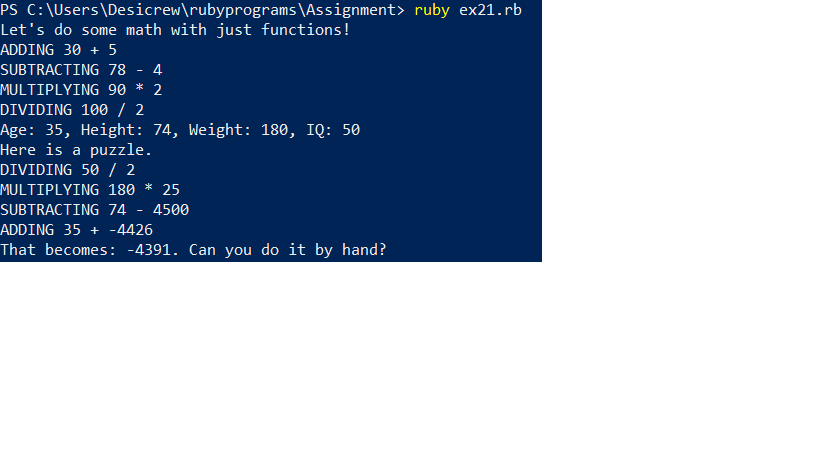 PS C:\Users\Desicrew\rubyprograms\Assignment> ruby ex21.rb
Let's do some math with just functions!
ADDING 30 + 5
SUBTRACTING 78 - 4
MULTIPLYING 90 * 2
DIVIDING 100 / 2
Age: 35, Height: 74, Weight: 180, IQ: 50
Here is a puzzle.
DIVIDING 50 / 2
MULTIPLYING 180 * 25
SUBTRACTING 74 - 4500
ADDING 35 + -4426
That becomes: -4391. Can you do it by hand?